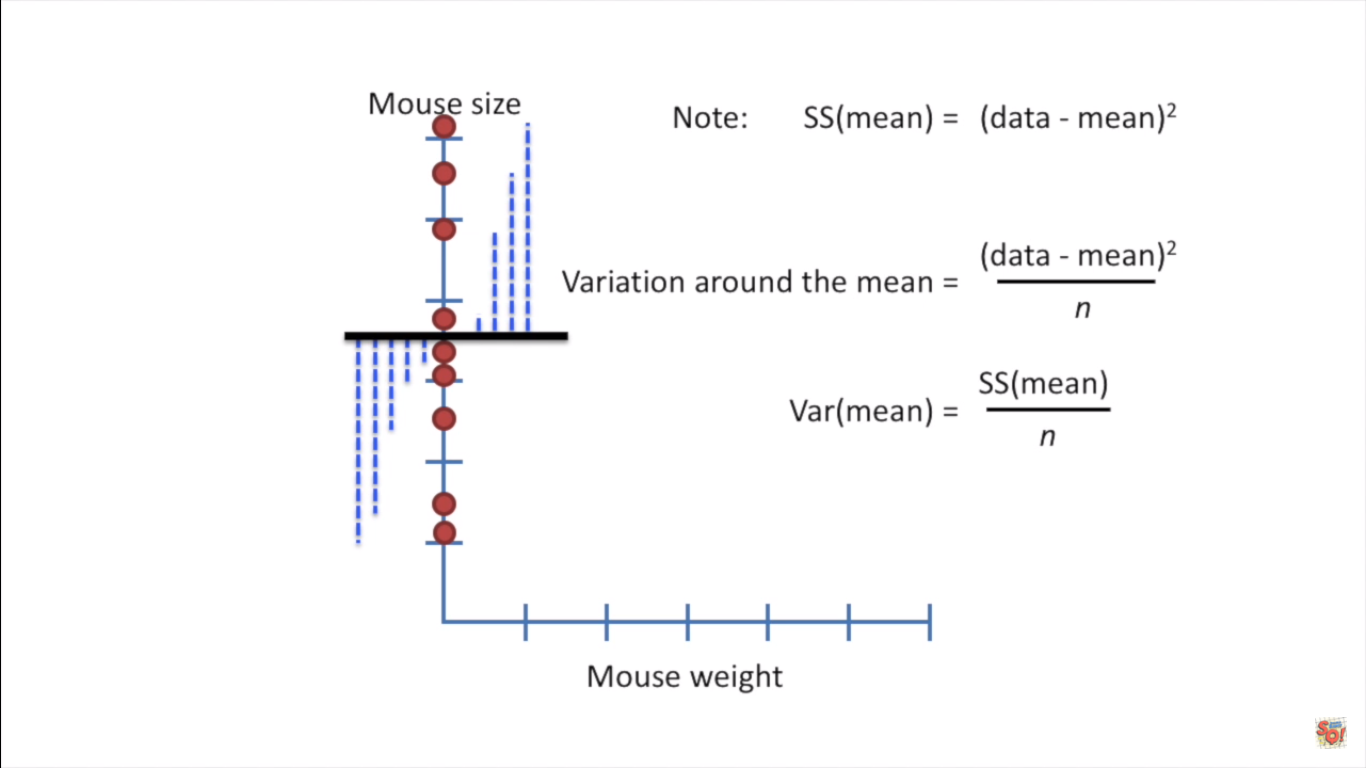 Mouse size
Note: SS(mean) = (data - mean)²
Variation around the mean = (data - mean)²
n
Var(mean) = SS(mean)
n
Mouse weight
SQ!